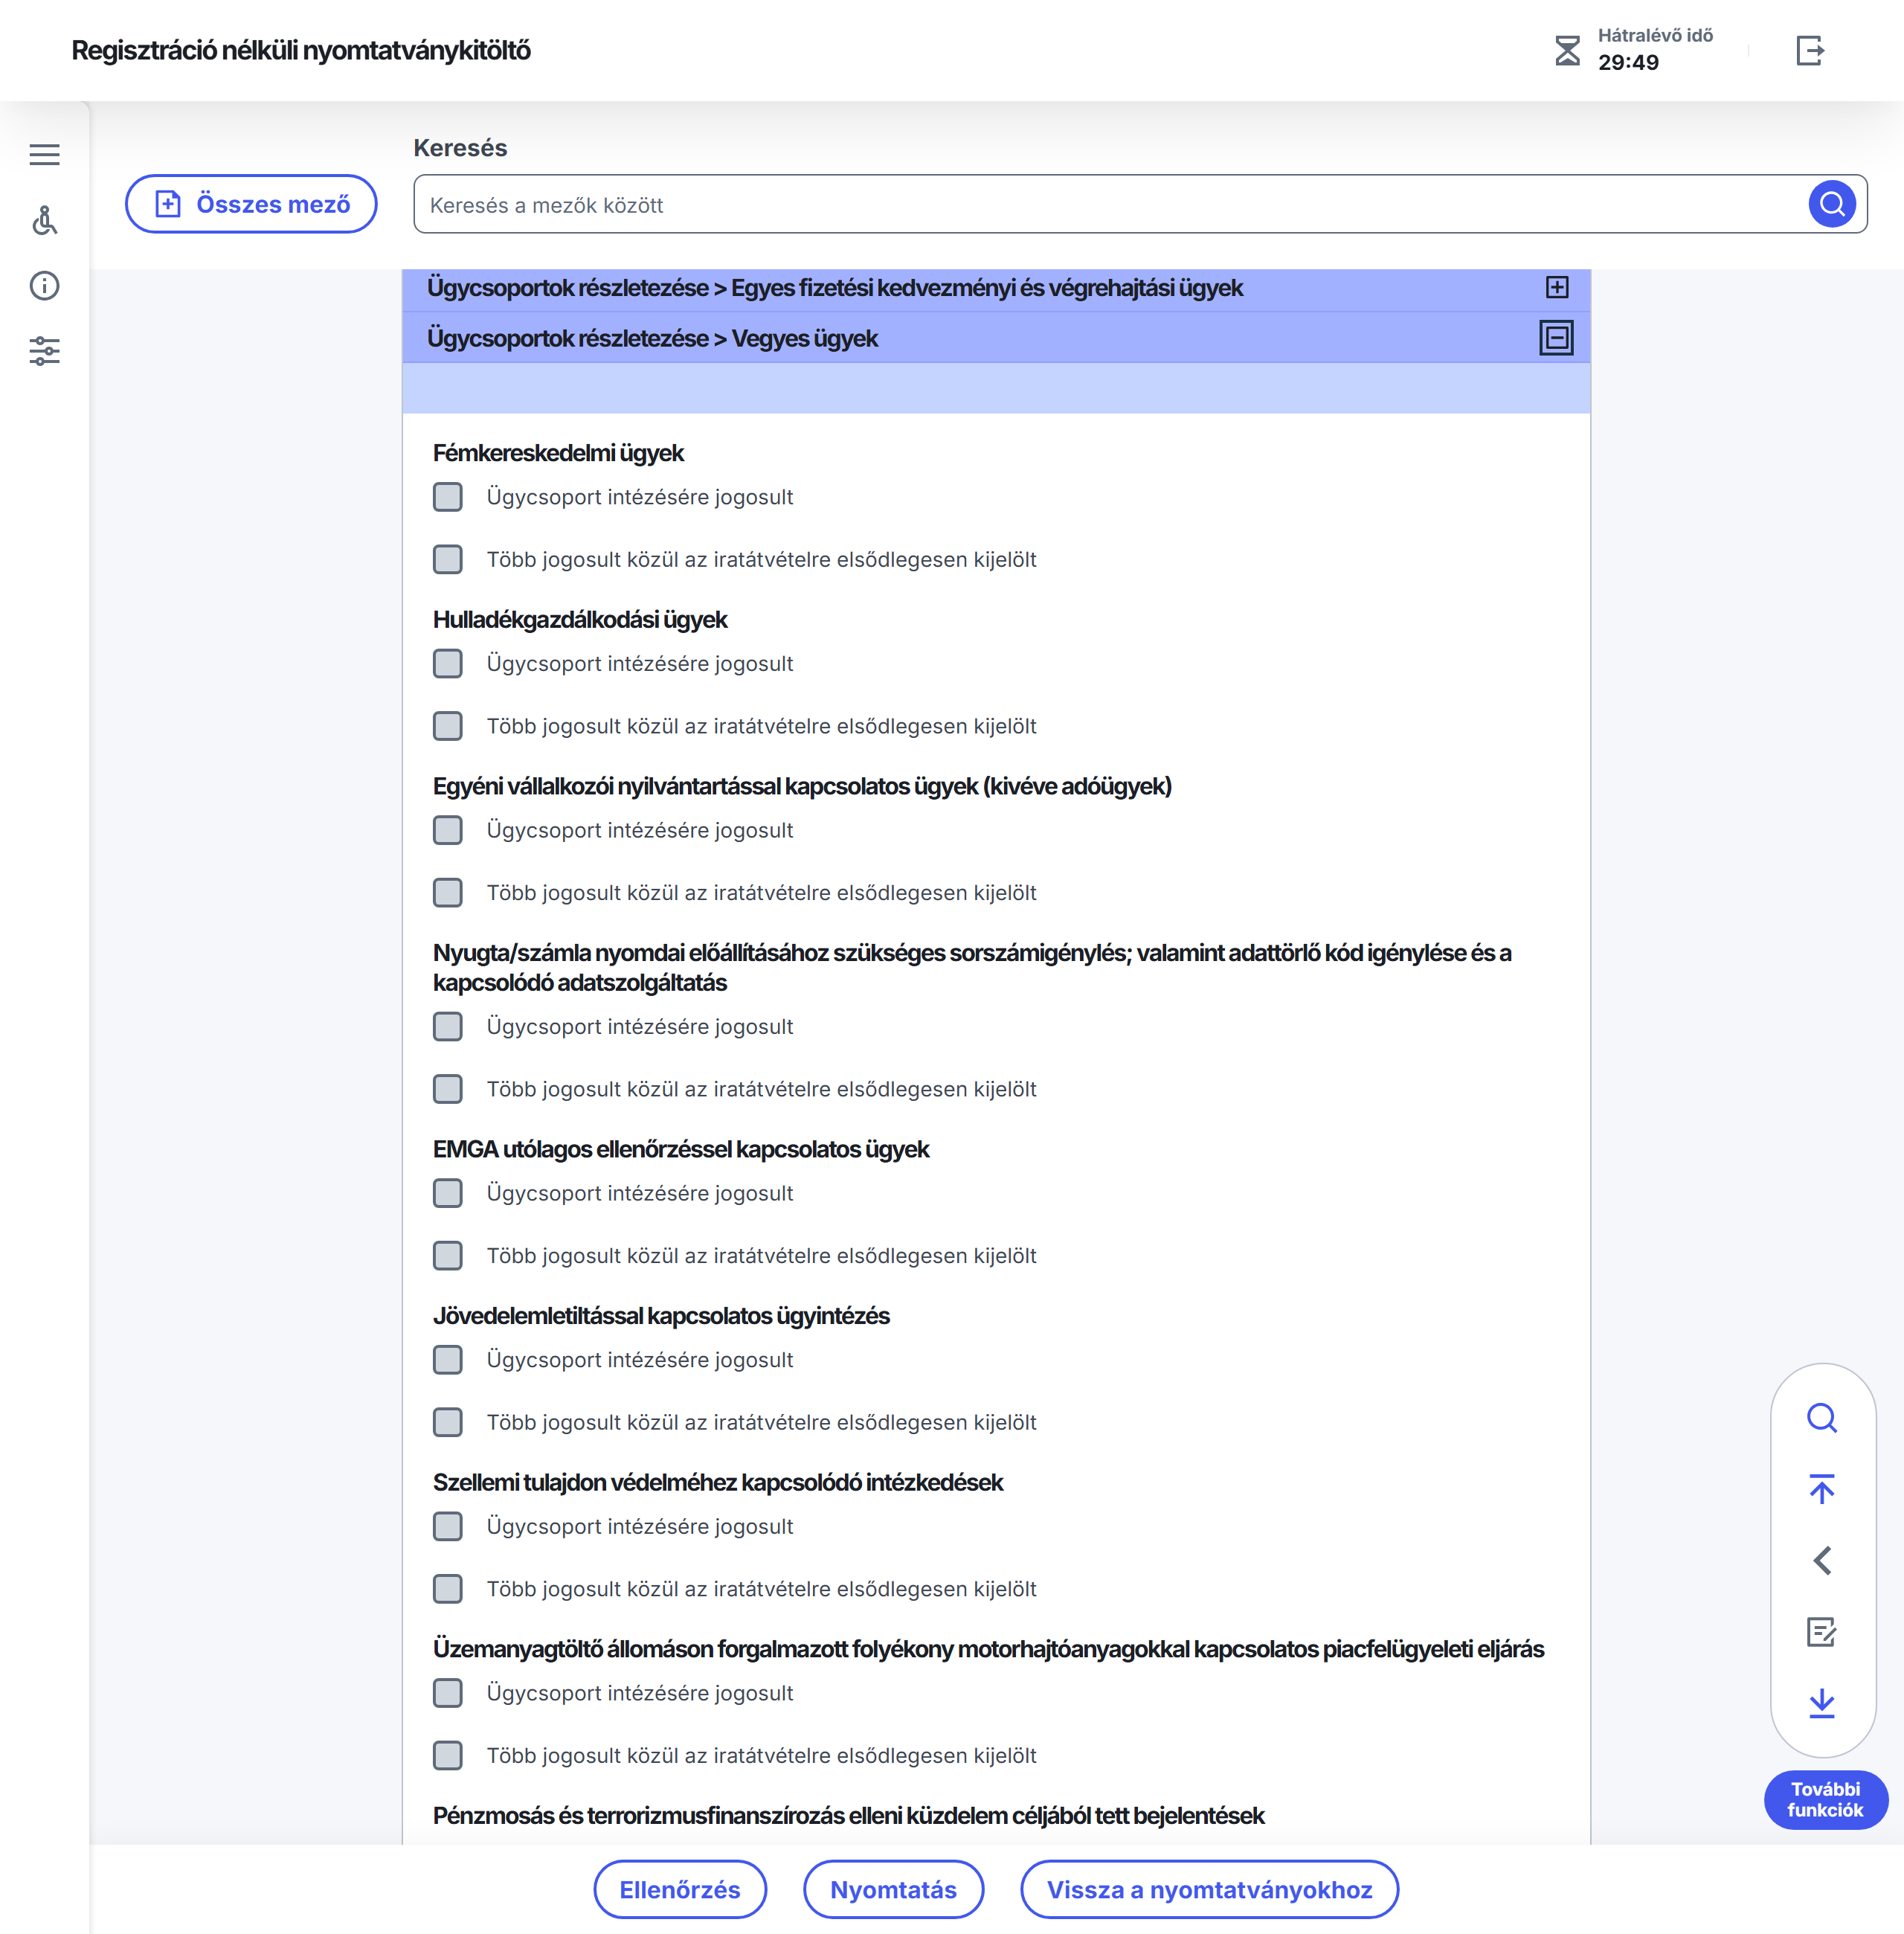 Regisztráció nélküli nyomtatványkitöltő
Hátralévő idő
29:49
Keresés
Összes mező
Keresés a mezők között
Ügycsoportok részletezése > Egyes fizetési kedvezményi és végrehajtási ügyek
Ügycsoportok részletezése > Vegyes ügyek
Fémkereskedelmi ügyek
Ügycsoport intézésére jogosult
Több jogosult közül az iratátvételre elsődlegesen kijelölt
Hulladékgazdálkodási ügyek
Ügycsoport intézésére jogosult
Több jogosult közül az iratátvételre elsődlegesen kijelölt
Egyéni vállalkozói nyilvántartással kapcsolatos ügyek (kivéve adóügyek)
Ügycsoport intézésére jogosult
Több jogosult közül az iratátvételre elsődlegesen kijelölt
Nyugta/számla nyomdai előállításához szükséges sorszámigénylés; valamint adattörlő kód igénylése és a
kapcsolódó adatszolgáltatás
Ügycsoport intézésére jogosult
Több jogosult közül az iratátvételre elsődlegesen kijelölt
EMGA utólagos ellenőrzéssel kapcsolatos ügyek
Ügycsoport intézésére jogosult
Több jogosult közül az iratátvételre elsődlegesen kijelölt
Jövedelemletiltással kapcsolatos ügyintézés
Ügycsoport intézésére jogosult
Több jogosult közül az iratátvételre elsődlegesen kijelölt
Szellemi tulajdon védelméhez kapcsolódó intézkedések
Ügycsoport intézésére jogosult
Több jogosult közül az iratátvételre elsődlegesen kijelölt
Üzemanyagtöltő állomáson forgalmazott folyékony motorhajtóanyagokkal kapcsolatos piacfelügyeleti eljárás
Ügycsoport intézésére jogosult
Több jogosult közül az iratátvételre elsődlegesen kijelölt
Pénzmosás és terrorizmusfinanszírozás elleni küzdelem céljából tett bejelentések
További
funkciók
Ellenőrzés
Nyomtatás
Vissza a nyomtatványokhoz